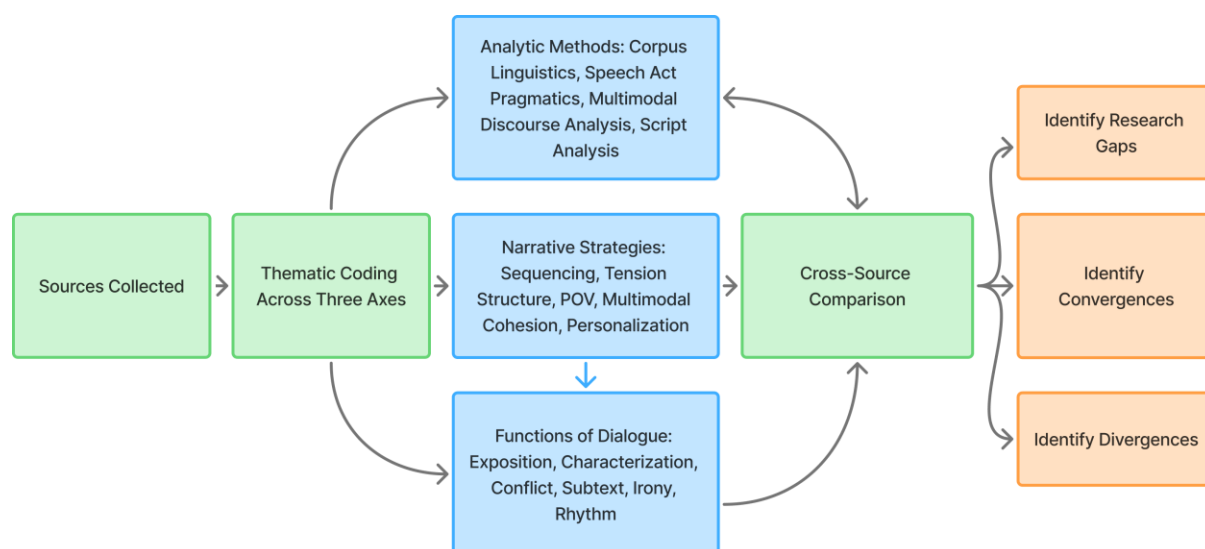 Analytic Methods: Corpus
Linguistics, Speech Act
Pragmatics, Multimodal
Discourse Analysis, Script
Analysis
Sources Collected
Thematic Coding
Across Three Axes
Narrative Strategies:
Sequencing, Tension
Structure, POV, Multimodal
Cohesion, Personalization
Functions of Dialogue:
Exposition, Characterization,
Conflict, Subtext, Irony,
Rhythm
Cross-Source
Comparison
Identify Research
Gaps
Identify
Convergences
Identify Divergences